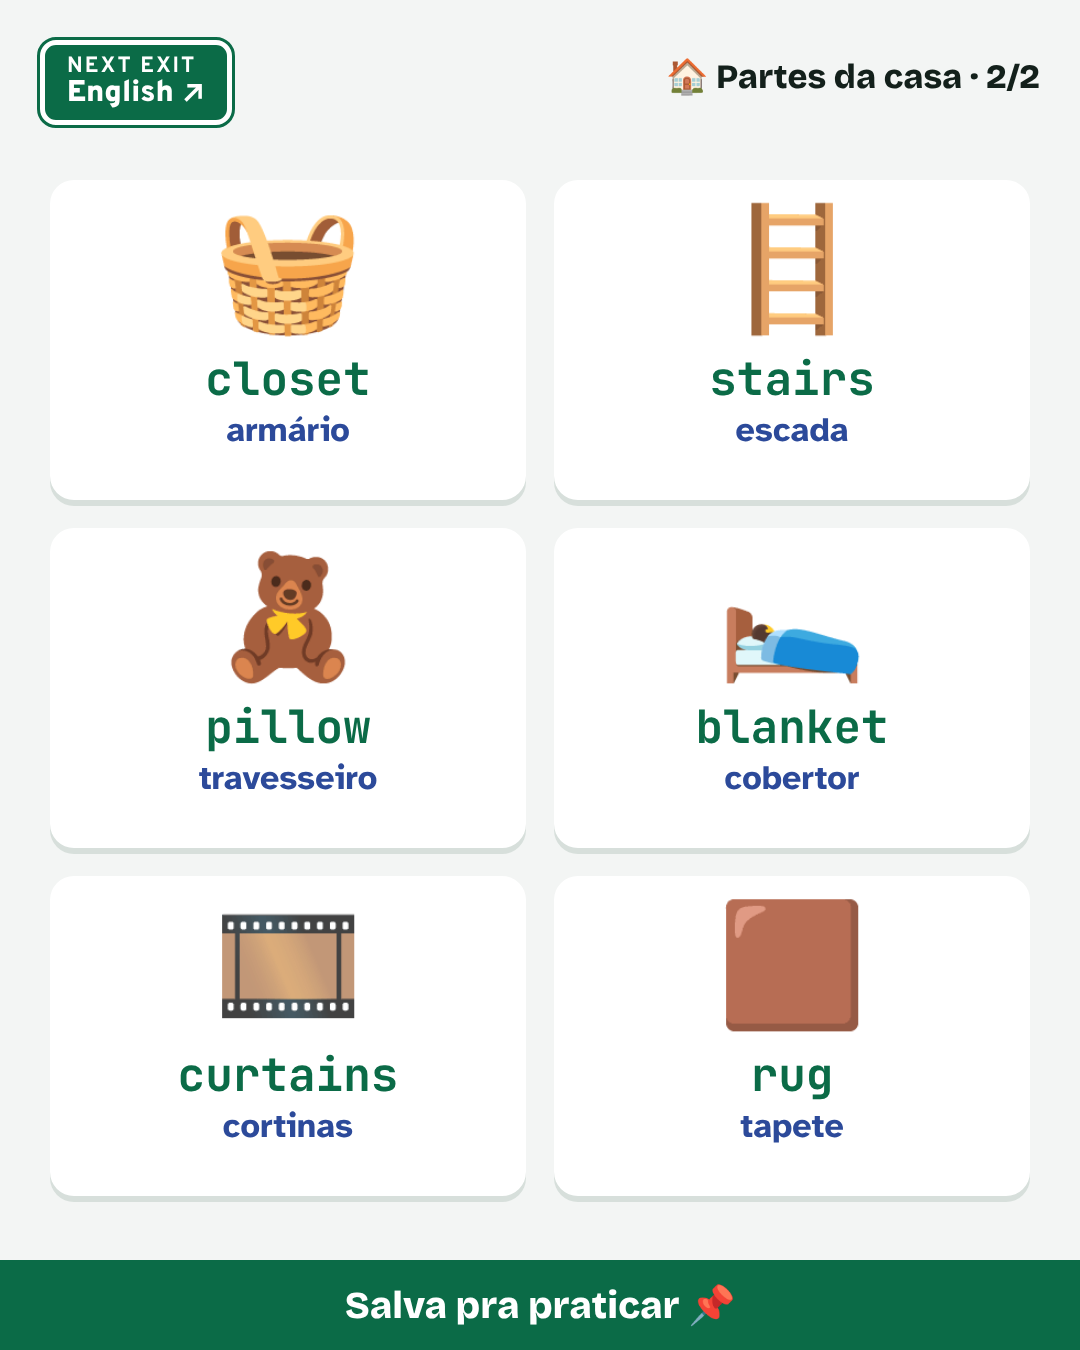 NEXT EXIT
English ↗
🏠 Partes da casa · 2/2
closet
armário
stairs
escada
pillow
travesseiro
blanket
cobertor
curtains
cortinas
rug
tapete
Salva pra praticar 📌